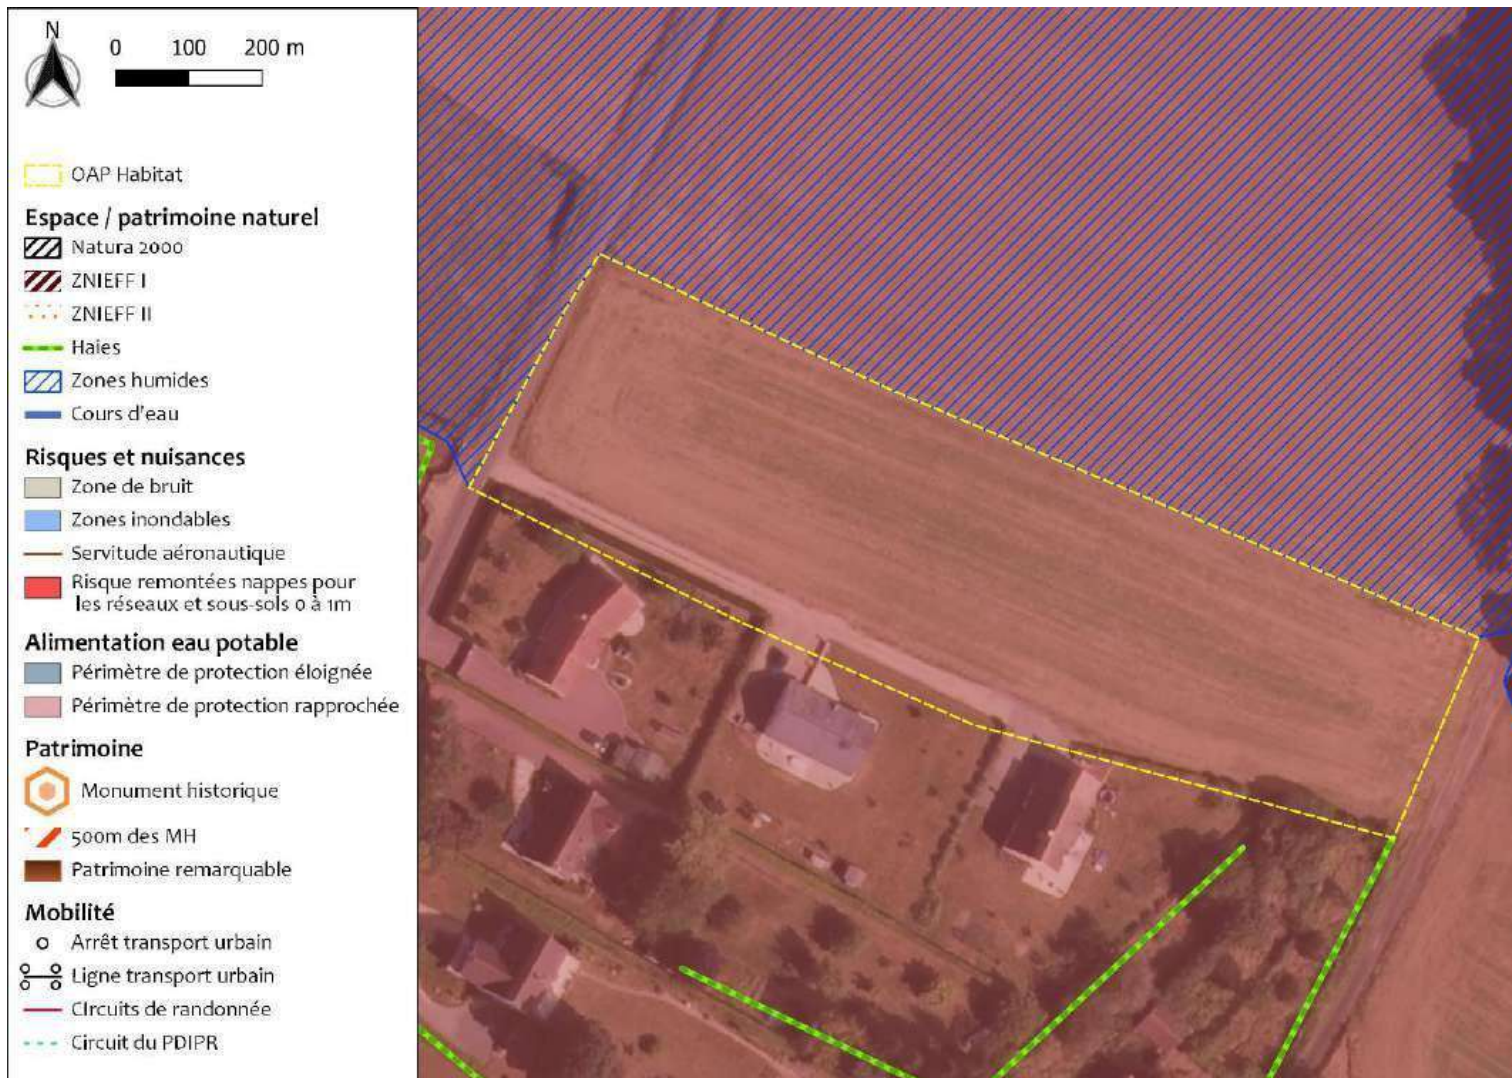 N
0 100 200 m
OAP Habitat
Espace / patrimoine naturel
Natura 2000
ZNIEFF I
ZNIEFF II
Haies
Zones humides
Cours d'eau
Risques et nuisances
Zone de bruit
Zones inondables
Servitude aéronautique
Risque remontées nappes pour
les réseaux et sous-sols 0 à 1m
Alimentation eau potable
Périmètre de protection éloignée
Périmètre de protection rapprochée
Patrimoine
Monument historique
500m des MH
Patrimoine remarquable
Mobilité
Arrêt transport urbain
Ligne transport urbain
CIrcuits de randonnée
Circuit du PDIPR